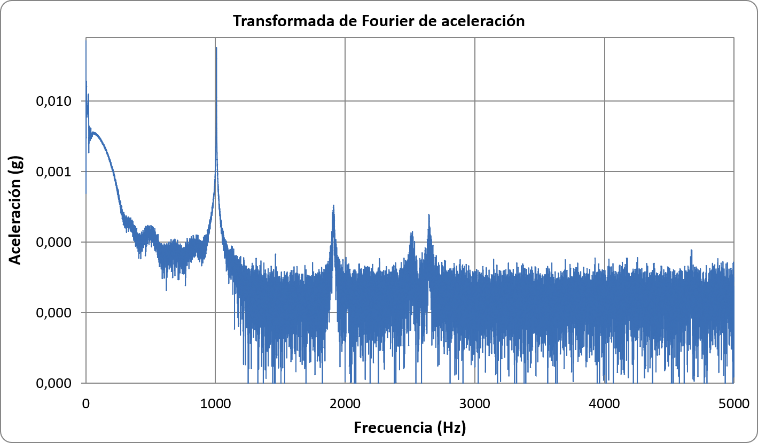 Transformada de Fourier de aceleración
Aceleración (g)
0,010
0,001
0,000
0,000
0,000
0 1000 2000 3000 4000 5000
Frecuencia (Hz)